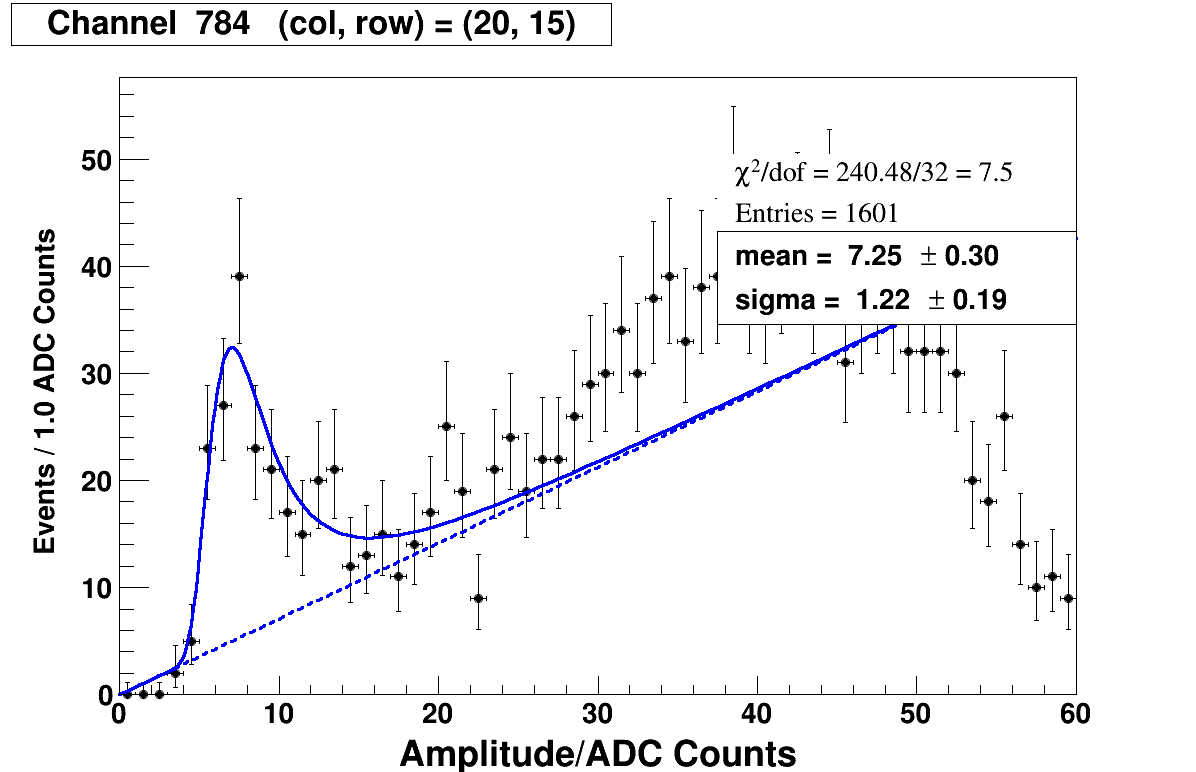 Channel 784 (col, row) = (20, 15)
χ²/dof = 240.48/32 = 7.5
Entries = 1601
mean = 7.25 ± 0.30
sigma = 1.22 ± 0.19
Events / 1.0 ADC Counts
50
40
30
20
10
0
0 10 20 30 40 50 60
Amplitude/ADC Counts